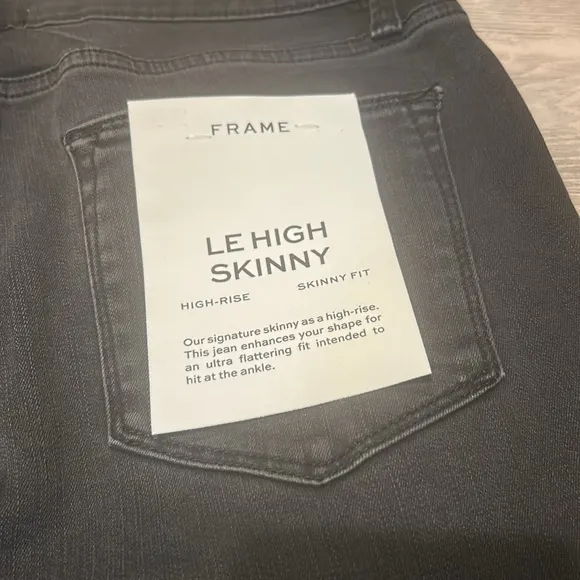 FRAME
LE HIGH
SKINNY
HIGH-RISE SKINNY FIT
Our signature skinny as a high-rise.
This jean enhances your shape for
an ultra flattering fit intended to
hit at the ankle.